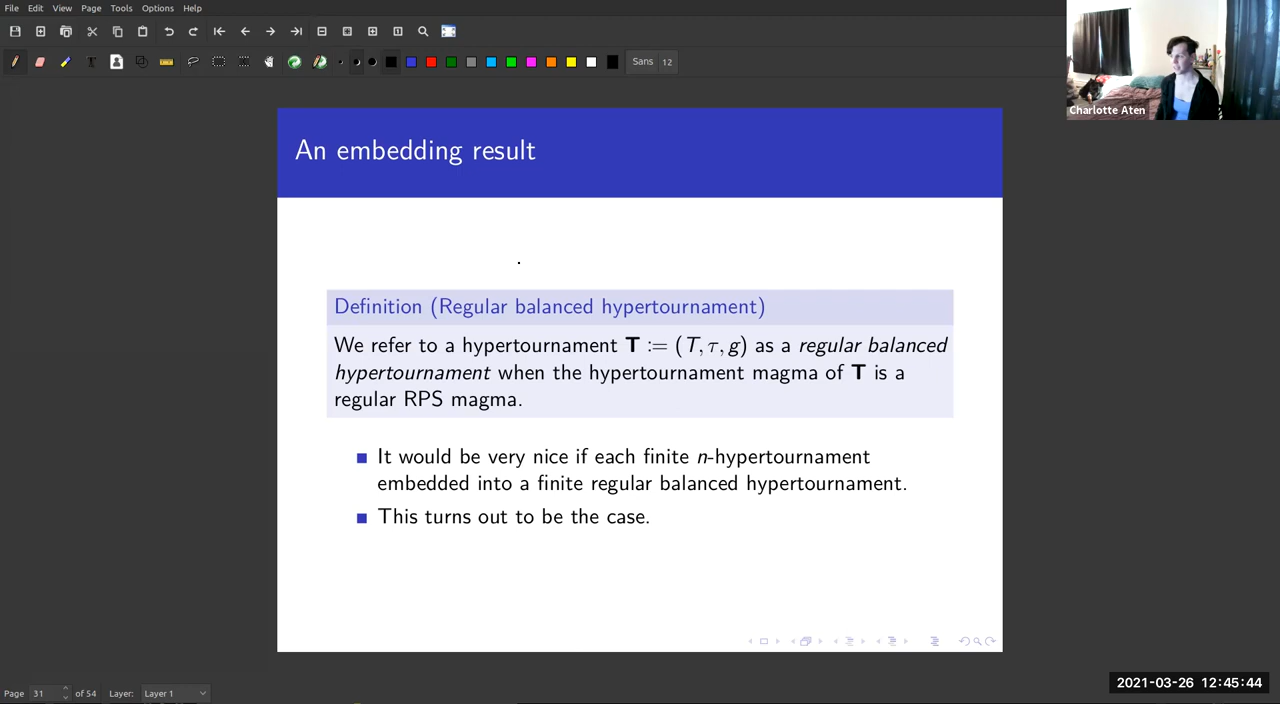 File Edit View Page Tools Options Help
Sans 12
Charlotte Aten
An embedding result
Definition (Regular balanced hypertournament)
We refer to a hypertournament T := (T, τ, g) as a regular balanced
hypertournament when the hypertournament magma of T is a
regular RPS magma.
It would be very nice if each finite n-hypertournament
embedded into a finite regular balanced hypertournament.
This turns out to be the case.
2021-03-26 12:45:44
Page 31 of 54 Layer: Layer 1